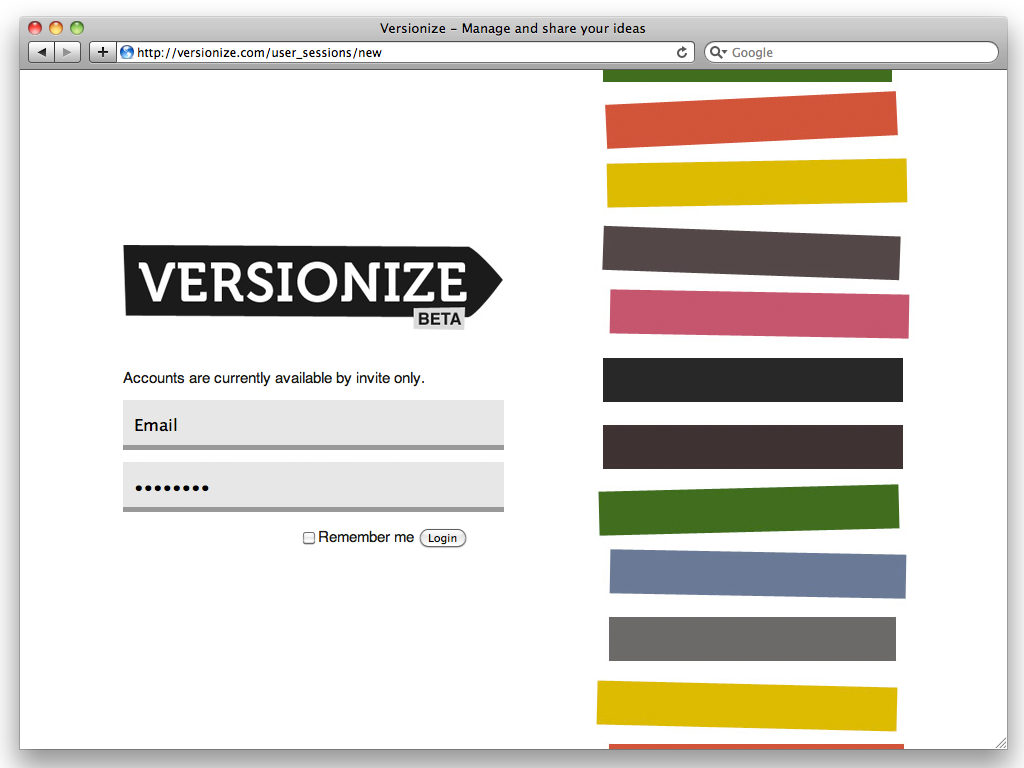 Versionize – Manage and share your ideas
http://versionize.com/user_sessions/new
Google
VERSIONIZE
BETA
Accounts are currently available by invite only.
Email
••••••••
Remember me Login